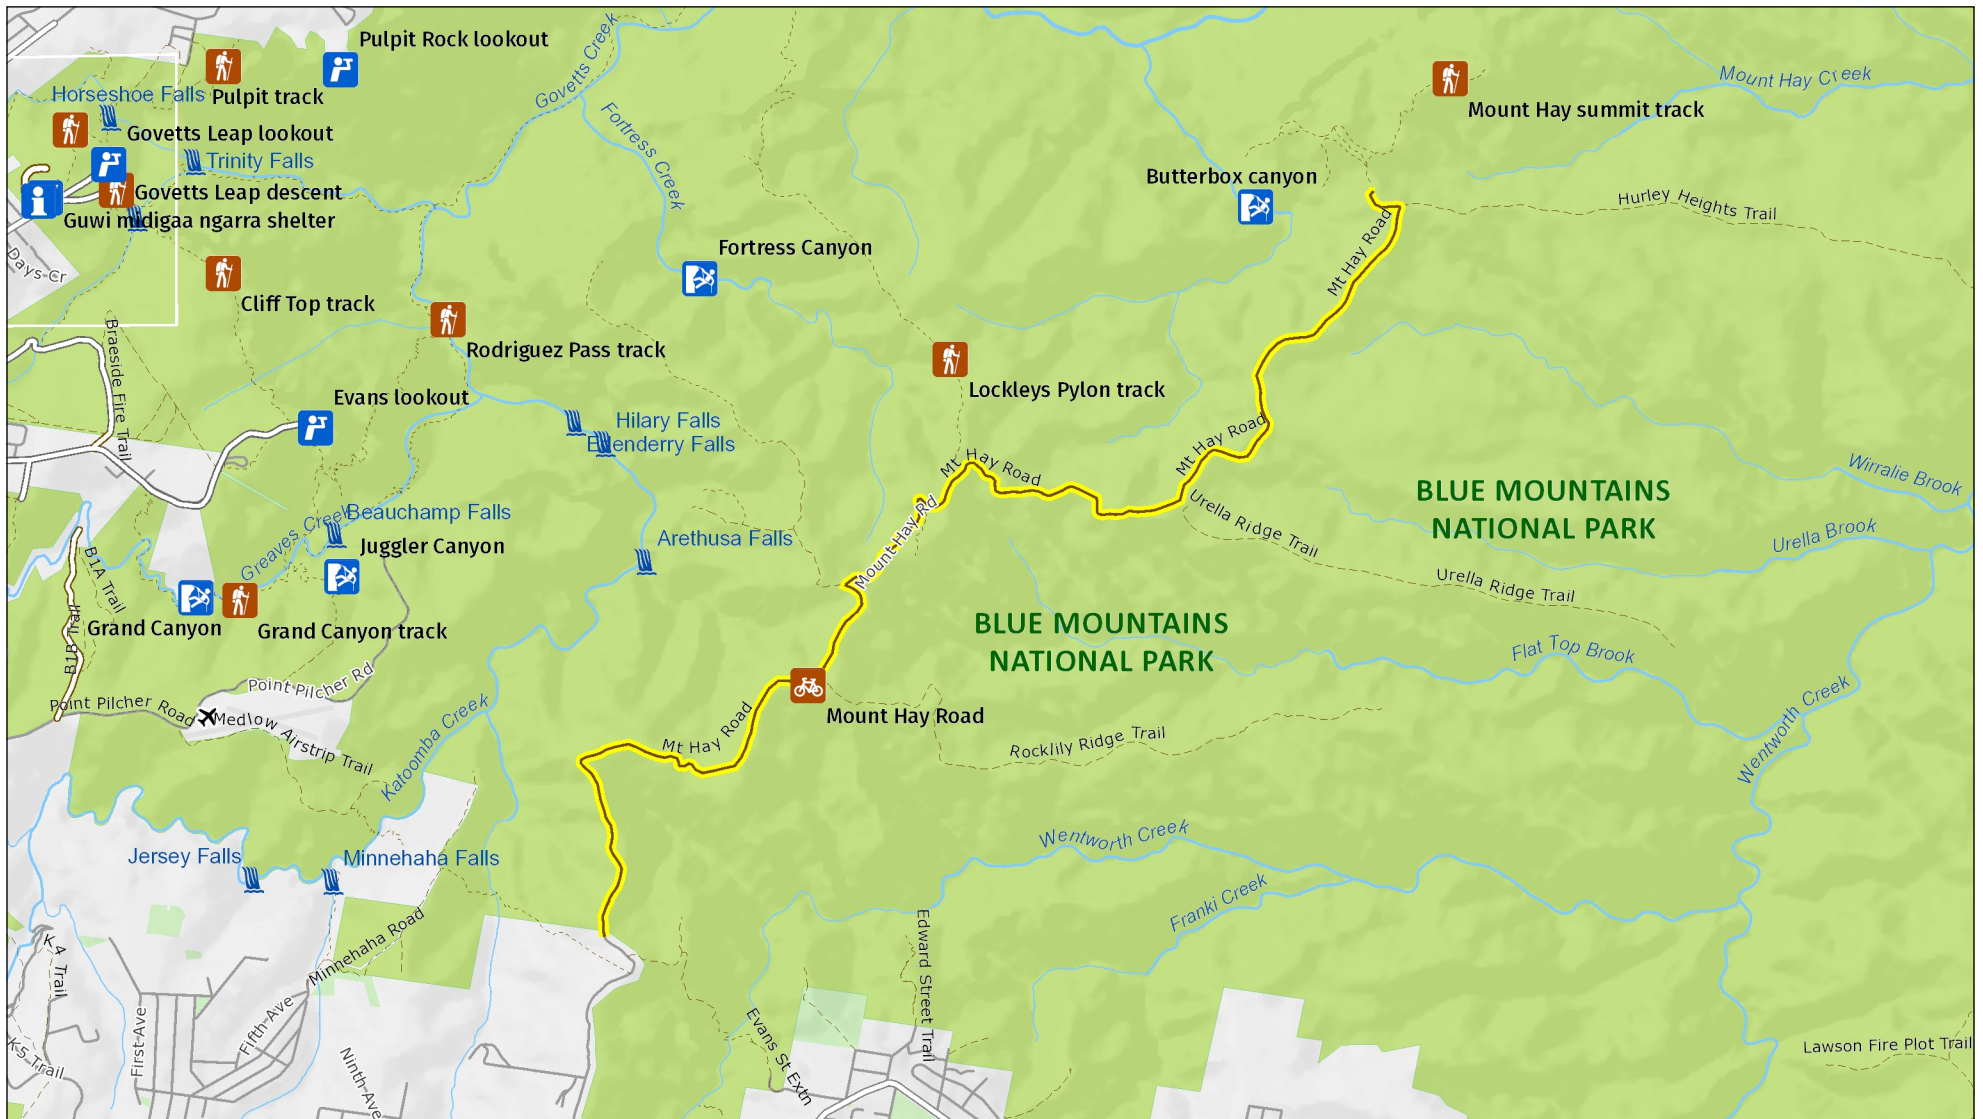 Pulpit Rock lookout
Govetts Creek
Mount Hay Creek
Horseshoe Falls
Pulpit track
Mount Hay summit track
Govetts Leap lookout
Fortress Creek
Trinity Falls
Butterbox canyon
Govetts Leap descent
Guwi midigaa ngarra shelter
Hurley Heights Trail
Days Cr
Fortress Canyon
Mt Hay Road
Cliff Top track
Braeside Fire Trail
Rodriguez Pass track
Lockleys Pylon track
Evans lookout
Hilary Falls
Edenderry Falls
Mt Hay Road
Mt Hay Road
Wirralie Brook
BLUE MOUNTAINS
NATIONAL PARK
Urella Ridge Trail
Urella Brook
Beauchamp Falls
Greaves Creek
Juggler Canyon
Arethusa Falls
Mount Hay Rd
B1A Trail
Urella Ridge Trail
Grand Canyon
Grand Canyon track
B1B Trail
BLUE MOUNTAINS
NATIONAL PARK
Flat Top Brook
Point Pilcher Rd
Point Pilcher Road
Medlow Airstrip Trail
Katoomba Creek
Mt Hay Road
Mount Hay Road
Rocklily Ridge Trail
Wentworth Creek
Wentworth Creek
Jersey Falls
Minnehaha Falls
Franki Creek
Minnehaha Road
Edward Street Trail
K4 Trail
Fifth Ave
First Ave
Evans St Extn
K5 Trail
Ninth Ave
Lawson Fire Plot Trail